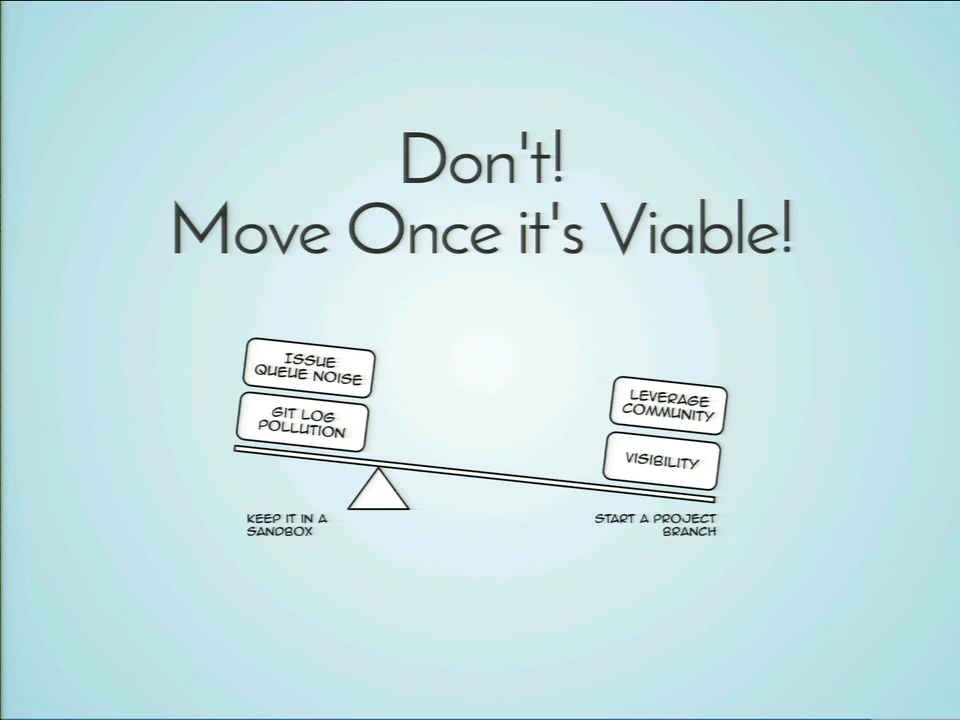 Don't!
Move Once it's Viable!
ISSUE
QUEUE NOISE
GIT LOG
POLLUTION
LEVERAGE
COMMUNITY
VISIBILITY
KEEP IT IN A
SANDBOX
START A PROJECT
BRANCH